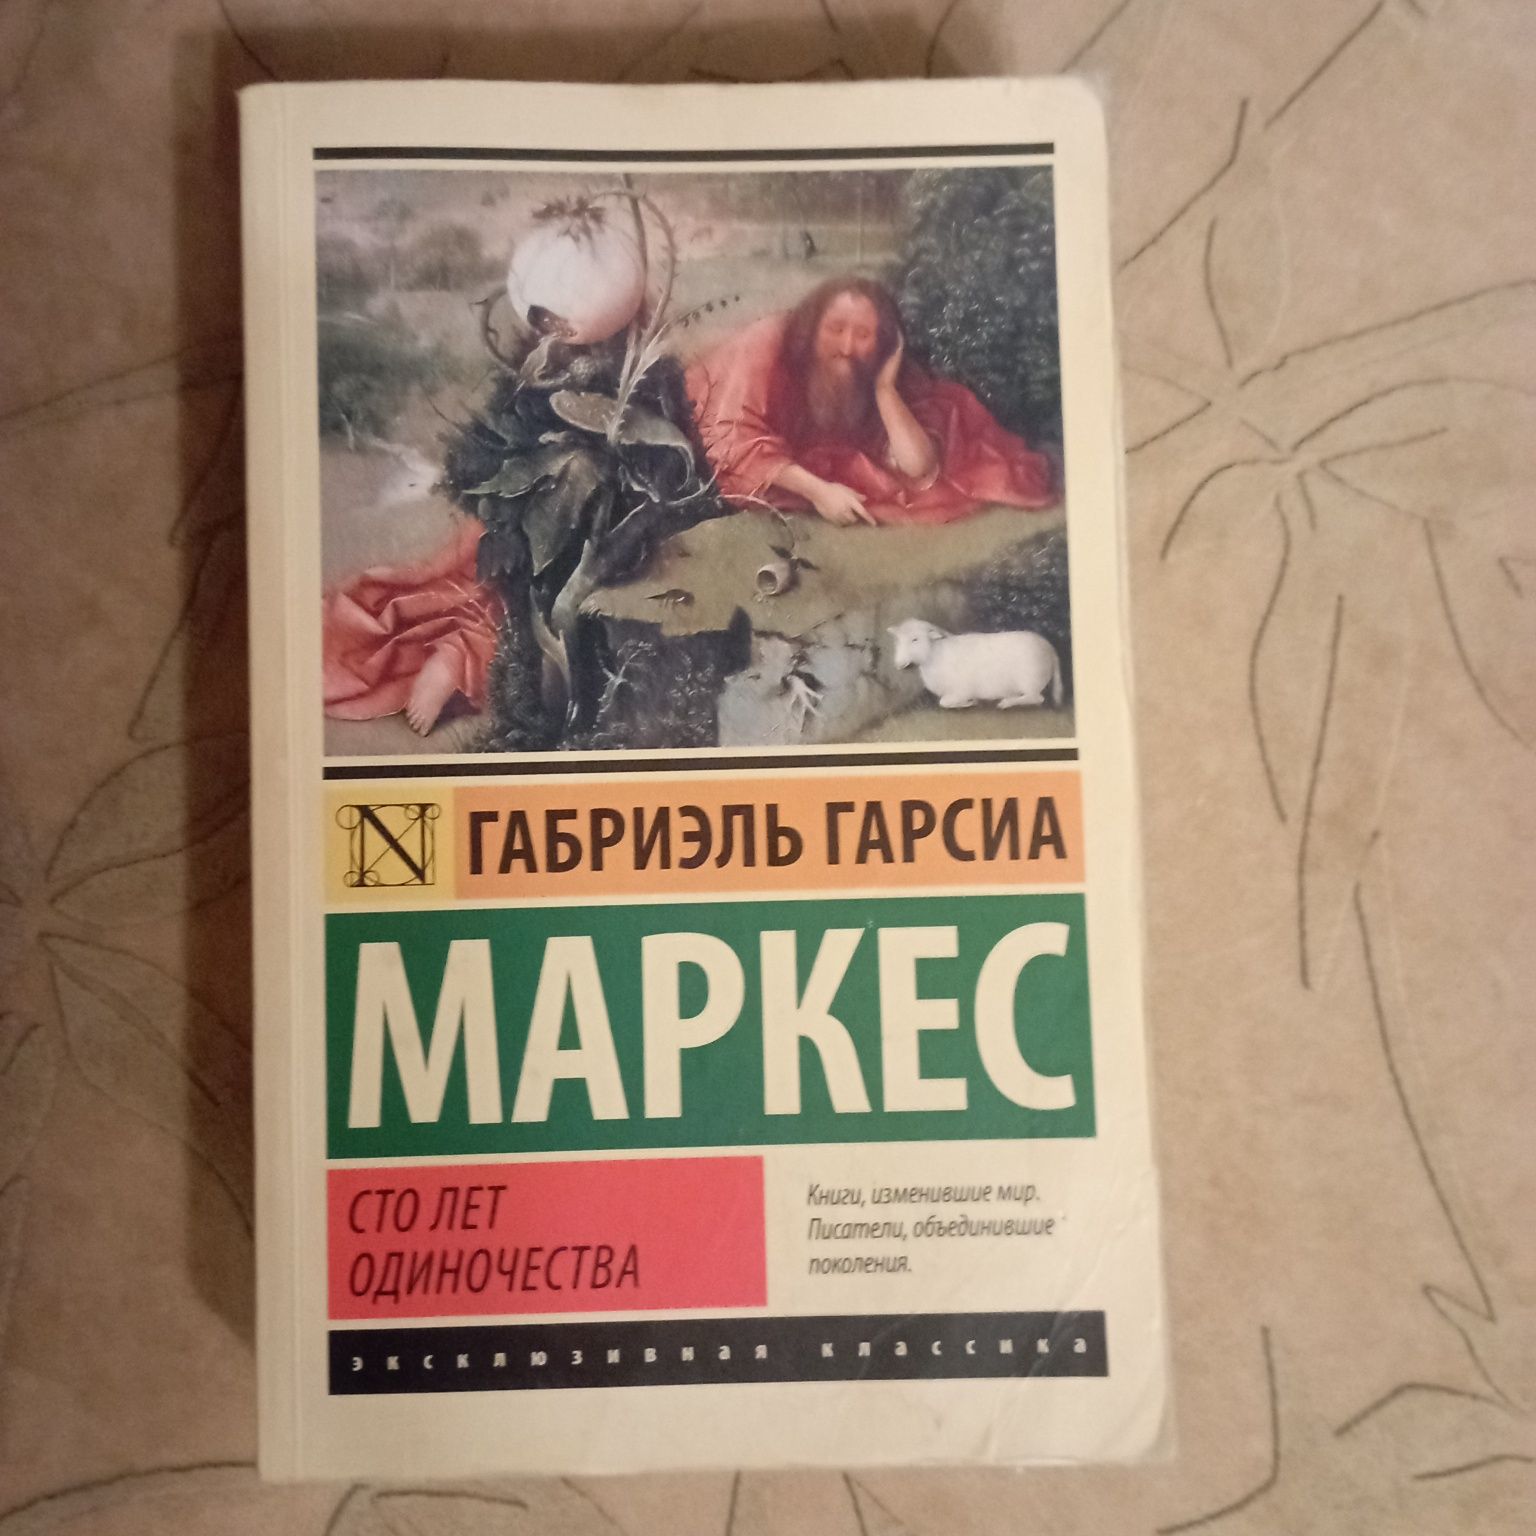 N ГАБРИЭЛЬ ГАРСИА
МАРКЕС
СТО ЛЕТ
ОДИНОЧЕСТВА
Книги, изменившие мир.
Писатели, объединившие
поколения.
эксклюзивная классика